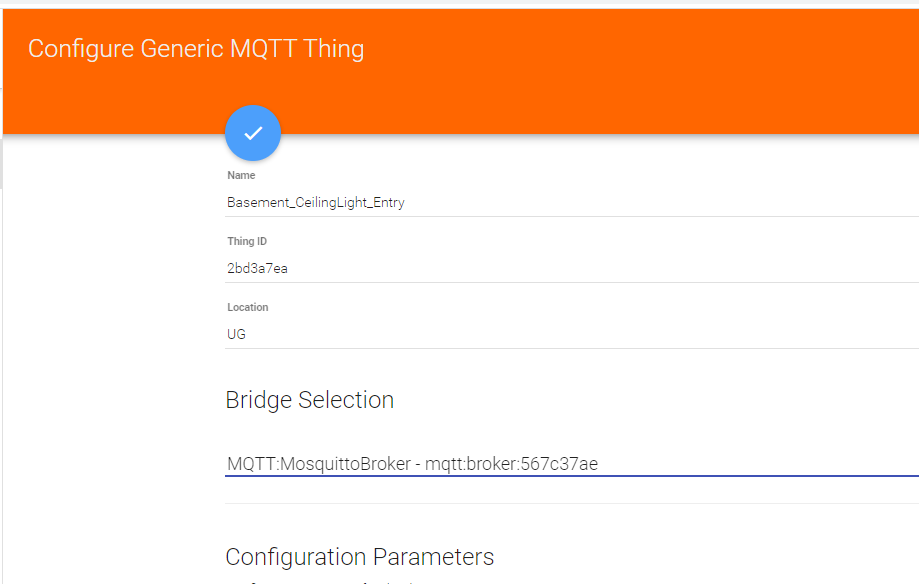 Configure Generic MQTT Thing
Name
Basement_CeilingLight_Entry
Thing ID
2bd3a7ea
Location
UG
Bridge Selection
MQTT:MosquittoBroker - mqtt:broker:567c37ae
Configuration Parameters